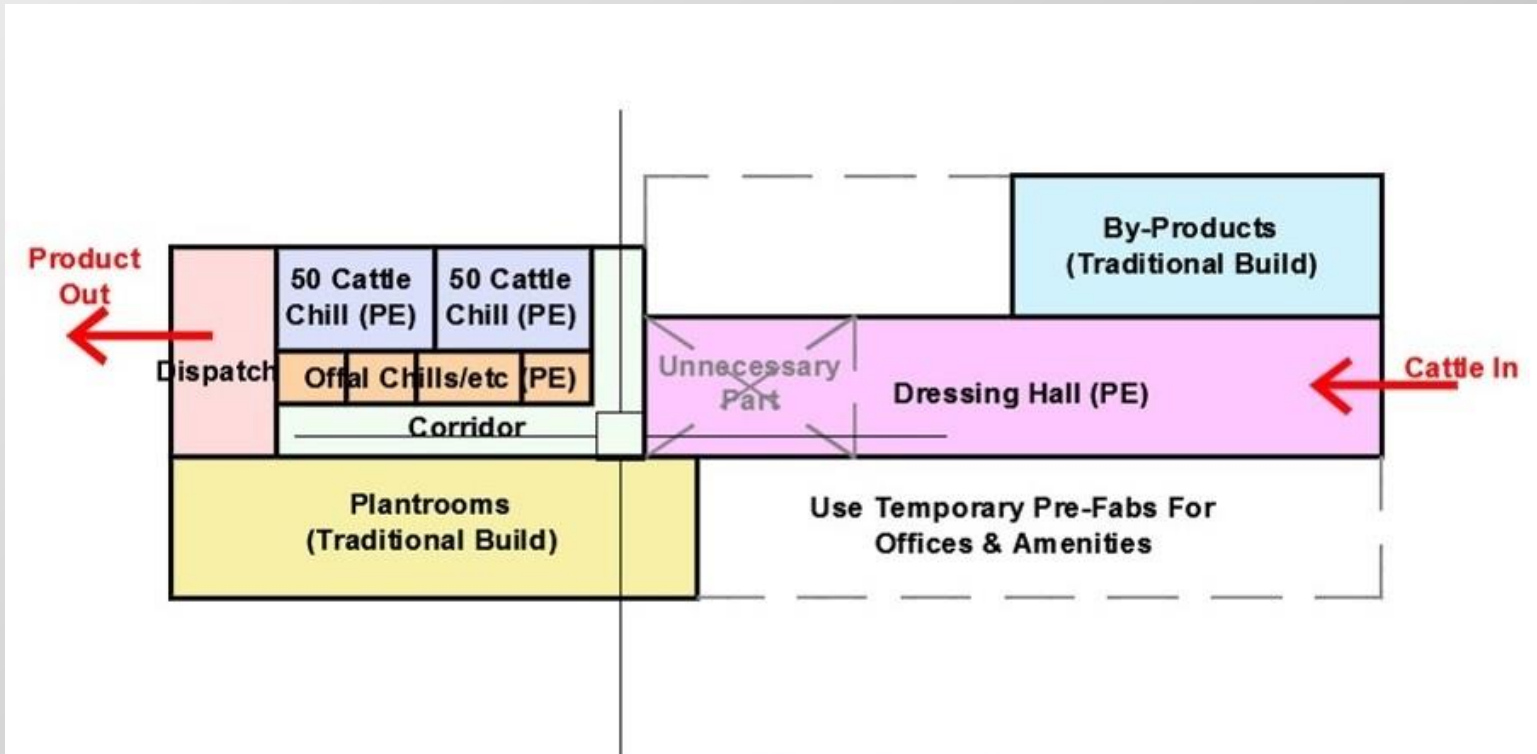 Product
Out
Dispatch
50 Cattle
Chill (PE)
50 Cattle
Chill (PE)
Offal Chills/etc (PE)
Corridor
Plantrooms
(Traditional Build)
Unnecessary
Part
By-Products
(Traditional Build)
Dressing Hall (PE)
Cattle In
Use Temporary Pre-Fabs For
Offices & Amenities